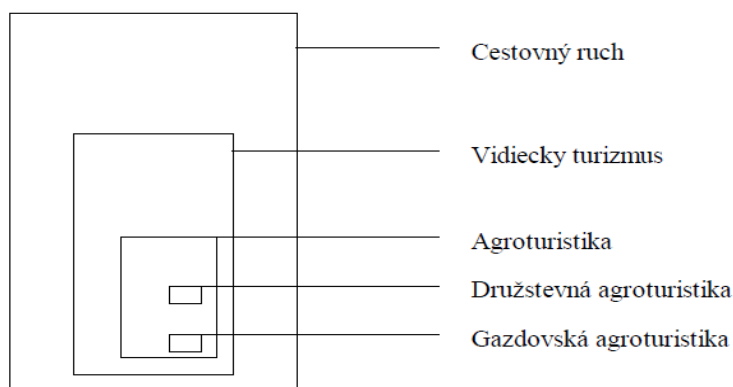 Cestovný ruch
Vidiecky turizmus
Agroturistika
Družstevná agroturistika
Gazdovská agroturistika